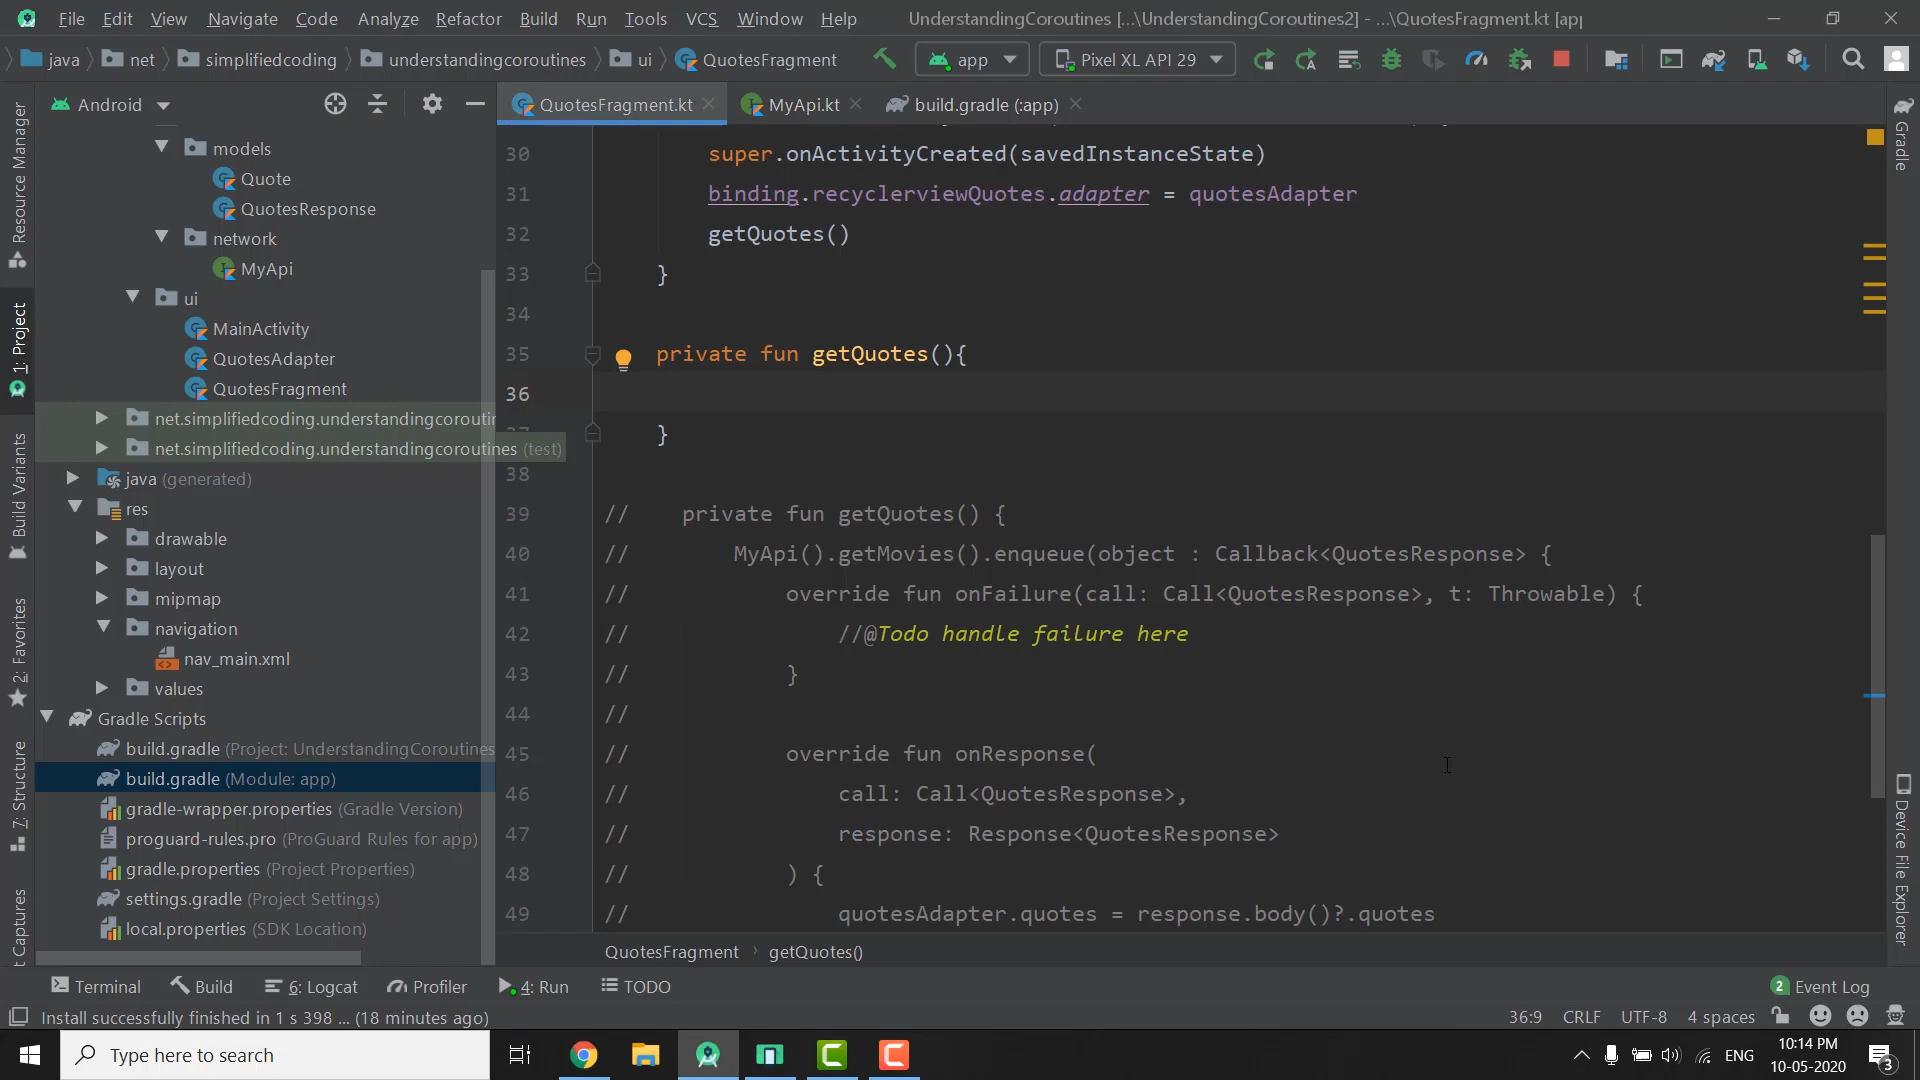 File Edit View Navigate Code Analyze Refactor Build Run Tools VCS Window Help UnderstandingCoroutines [...\UnderstandingCoroutines2] - ...\QuotesFragment.kt [app
java net simplifiedcoding understandingcoroutines ui QuotesFragment app Pixel XL API 29
Android
QuotesFragment.kt MyApi.kt build.gradle (:app)
Resource Manager
1: Project
Build Variants
2: Favorites
7: Structure
t Captures
models
Quote
QuotesResponse
network
MyApi
ui
MainActivity
QuotesAdapter
QuotesFragment
net.simplifiedcoding.understandingcoroutin
net.simplifiedcoding.understandingcoroutines (test)
java (generated)
res
drawable
layout
mipmap
navigation
nav_main.xml
values
Gradle Scripts
build.gradle (Project: UnderstandingCoroutines
build.gradle (Module: app)
gradle-wrapper.properties (Gradle Version)
proguard-rules.pro (ProGuard Rules for app)
gradle.properties (Project Properties)
settings.gradle (Project Settings)
local.properties (SDK Location)
30 super.onActivityCreated(savedInstanceState)
31 binding.recyclerviewQuotes.adapter = quotesAdapter
32 getQuotes()
33 }
34
35 private fun getQuotes(){
36
37 }
38
39 // private fun getQuotes() {
40 // MyApi().getMovies().enqueue(object : Callback<QuotesResponse> {
41 // override fun onFailure(call: Call<QuotesResponse>, t: Throwable) {
42 // //@Todo handle failure here
43 // }
44 //
45 // override fun onResponse(
46 // call: Call<QuotesResponse>,
47 // response: Response<QuotesResponse>
48 // ) {
49 // quotesAdapter.quotes = response.body()?.quotes
QuotesFragment › getQuotes()
Gradle
Device File Explorer
Terminal Build 6: Logcat Profiler 4: Run TODO 2 Event Log
Install successfully finished in 1 s 398 ... (18 minutes ago) 36:9 CRLF UTF-8 4 spaces
Type here to search ENG 10:14 PM
10-05-2020 3